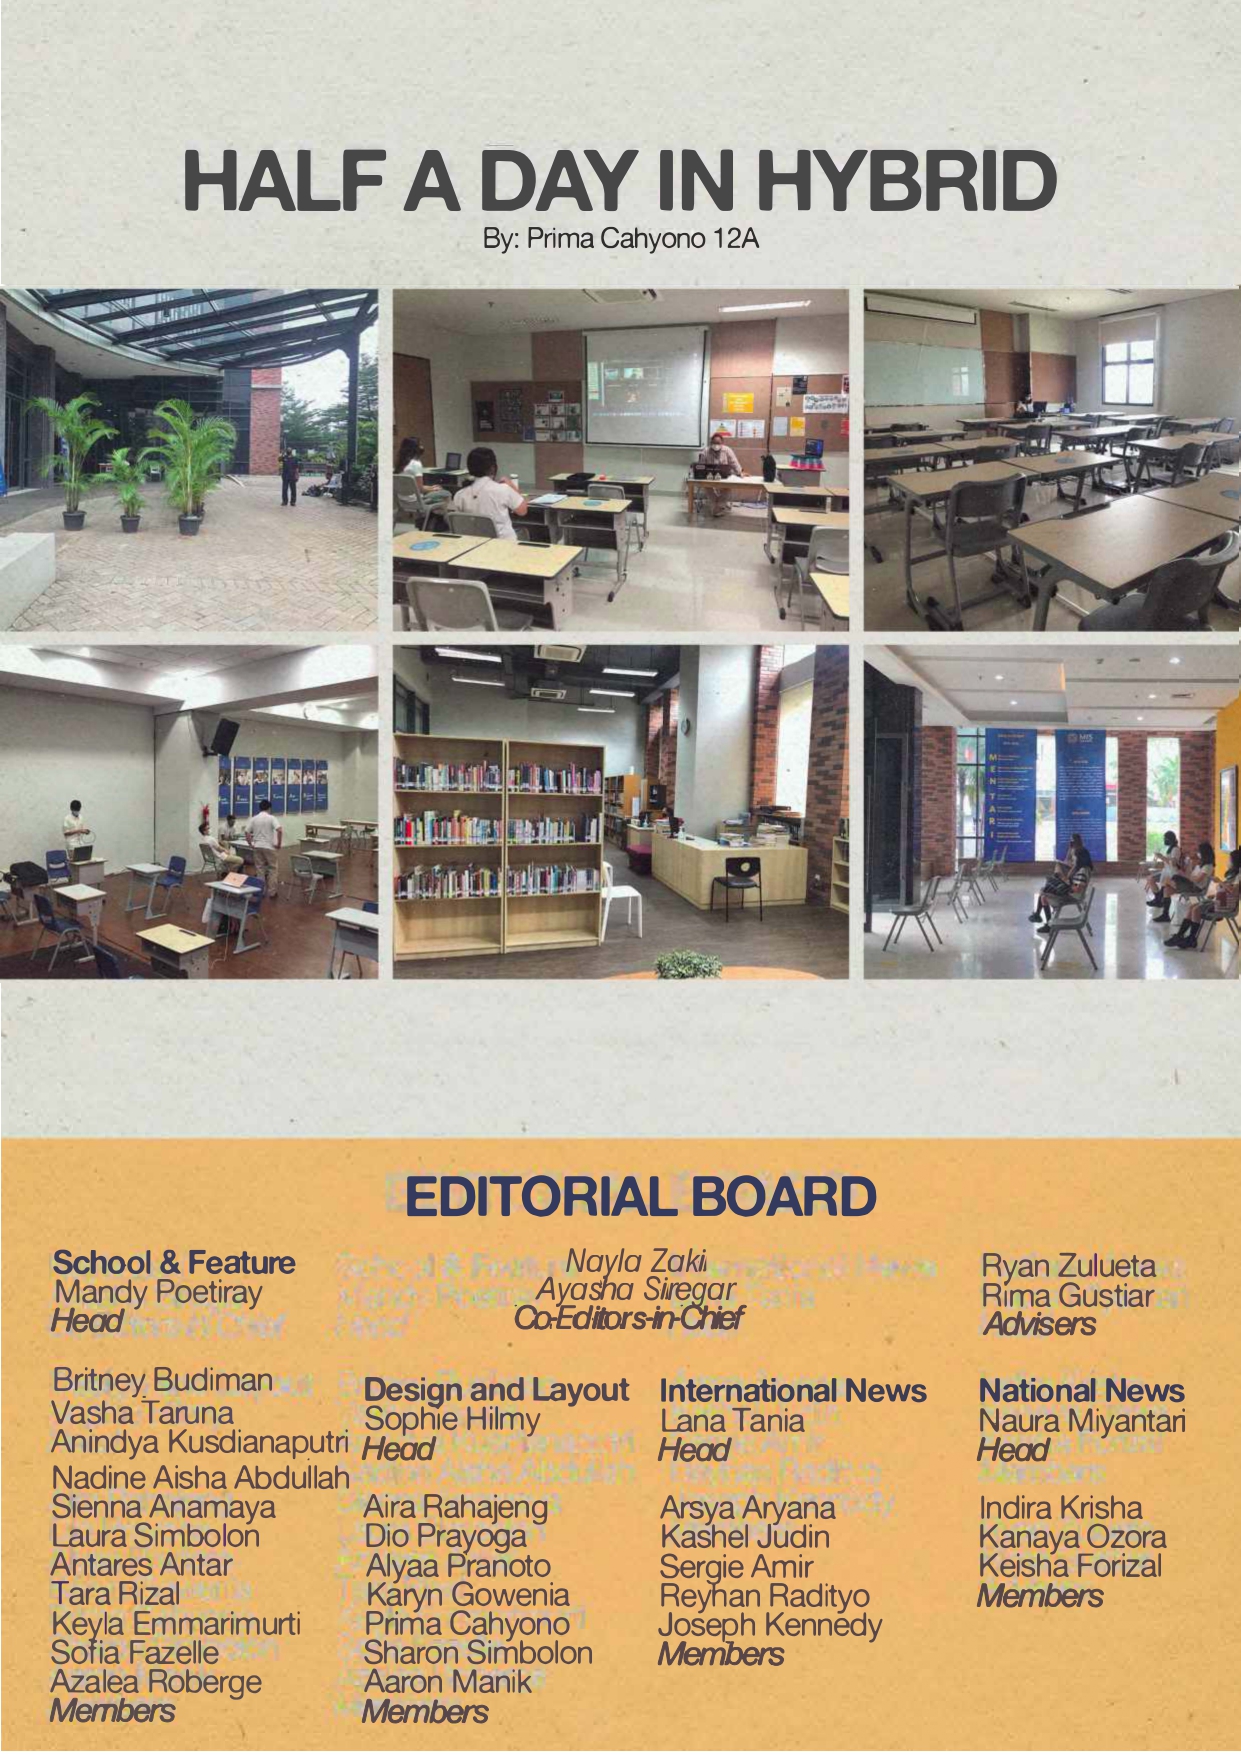 HALF A DAY IN HYBRID
By: Prima Cahyono 12A
MENTARI
MIS
EDITORIAL BOARD
School & Feature
Mandy Poetiray
Head
Britney Budiman
Vasha Taruna
Anindya Kusdianaputri
Nadine Aisha Abdullah
Sienna Anamaya
Laura Simbolon
Antares Antar
Tara Rizal
Keyla Emmarimurti
Sofia Fazelle
Azalea Roberge
Members
Nayla Zaki
Ayasha Siregar
Co-Editors-in-Chief
Design and Layout
Sophie Hilmy
Head
Aira Rahajeng
Dio Prayoga
Alyaa Pranoto
Karyn Gowenia
Prima Cahyono
Sharon Simbolon
Aaron Manik
Members
International News
Lana Tania
Head
Arsya Aryana
Kashel Judin
Sergie Amir
Reyhan Radityo
Joseph Kennedy
Members
Ryan Zulueta
Rima Gustiar
Advisers
National News
Naura Miyantari
Head
Indira Krisha
Kanaya Ozora
Keisha Forizal
Members